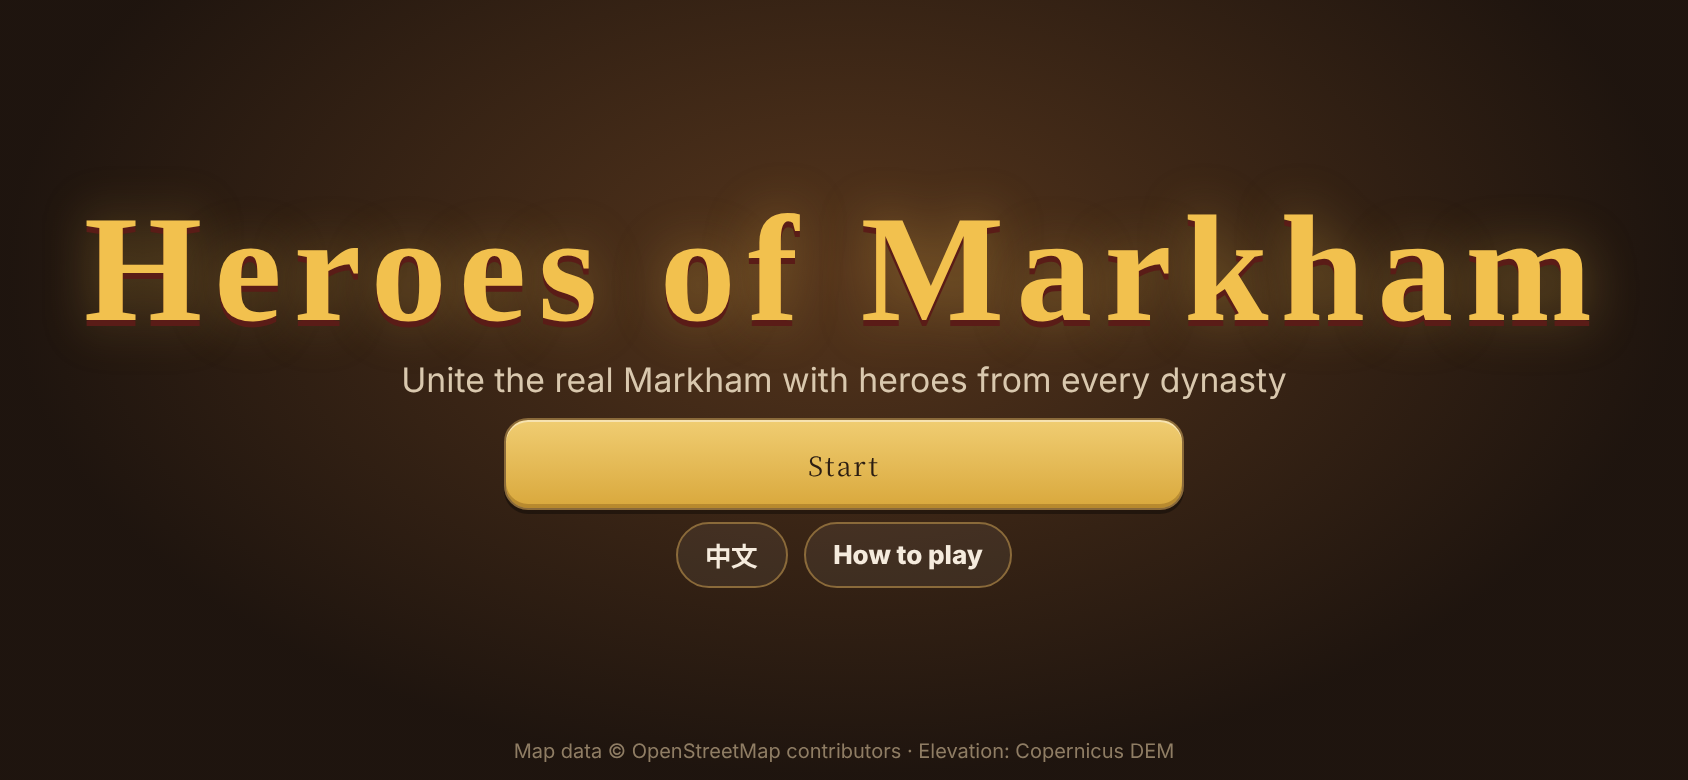 Heroes of Markham
Unite the real Markham with heroes from every dynasty
Start
中文
How to play
Map data © OpenStreetMap contributors · Elevation: Copernicus DEM